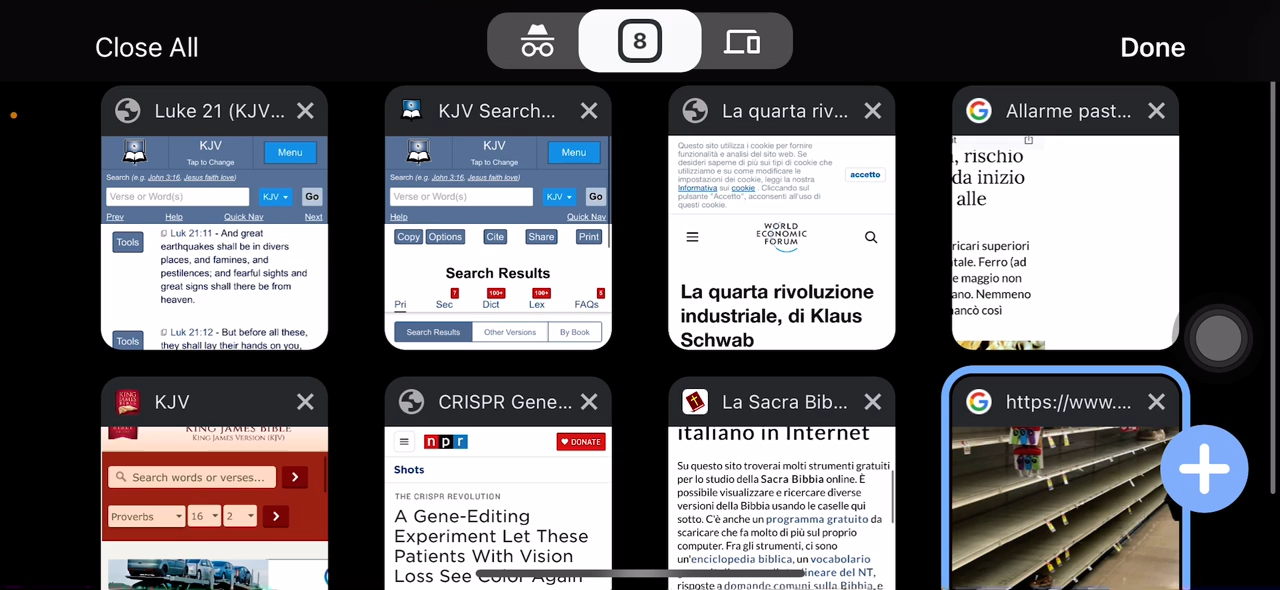 Close All
8
Done
Luke 21 (KJV...
KJV
Tap to Change
Menu
Search (e.g. John 3:16, Jesus faith love)
Verse or Word(s)
KJV
Go
Prev
Help
Quick Nav
Next
Tools
Luk 21:11 - And great
earthquakes shall be in divers
places, and famines, and
pestilences; and fearful sights and
great signs shall there be from
heaven.
Tools
Luk 21:12 - But before all these,
they shall lay their hands on you,
KJV Search...
KJV
Tap to Change
Menu
Search (e.g. John 3:16, Jesus faith love)
Verse or Word(s)
KJV
Go
Help
Quick Nav
Copy
Options
Cite
Share
Print
Search Results
7
100+
100+
5
Pri
Sec
Dict
Lex
FAQs
Search Results
Other Versions
By Book
La quarta riv...
Questo sito utilizza i cookie per fornire
funzionalità e analisi del sito web. Se
desideri saperne di più sui tipi di cookie che
utilizziamo e su come modificare le
impostazioni dei cookie, leggi la nostra
Informativa sui cookie . Cliccando sul
pulsante "Accetto", acconsenti all'uso di
questi cookie.
accetto
WORLD
ECONOMIC
FORUM
La quarta rivoluzione
industriale, di Klaus
Schwab
Allarme past...
, rischio
da inizio
alle
ricari superiori
tale. Ferro (ad
e maggio non
ano. Nemmeno
mancò così
KJV
KING JAMES BIBLE
KING JAMES VERSION (KJV)
Search words or verses...
Proverbs
16
2
CRISPR Gene...
npr
DONATE
Shots
THE CRISPR REVOLUTION
A Gene-Editing
Experiment Let These
Patients With Vision
Loss See Color Again
La Sacra Bib...
italiano in Internet
Su questo sito troverai molti strumenti gratuiti
per lo studio della Sacra Bibbia online. È
possibile visualizzare e ricercare diverse
versioni della Bibbia usando le caselle qui
sotto. C'è anche un programma gratuito da
scaricare che fa molto di più sul proprio
computer. Fra gli strumenti, ci sono
un'enciclopedia biblica, un vocabolario
lineare del NT,
risposte a domande comuni sulla Bibbia, e
https://www....